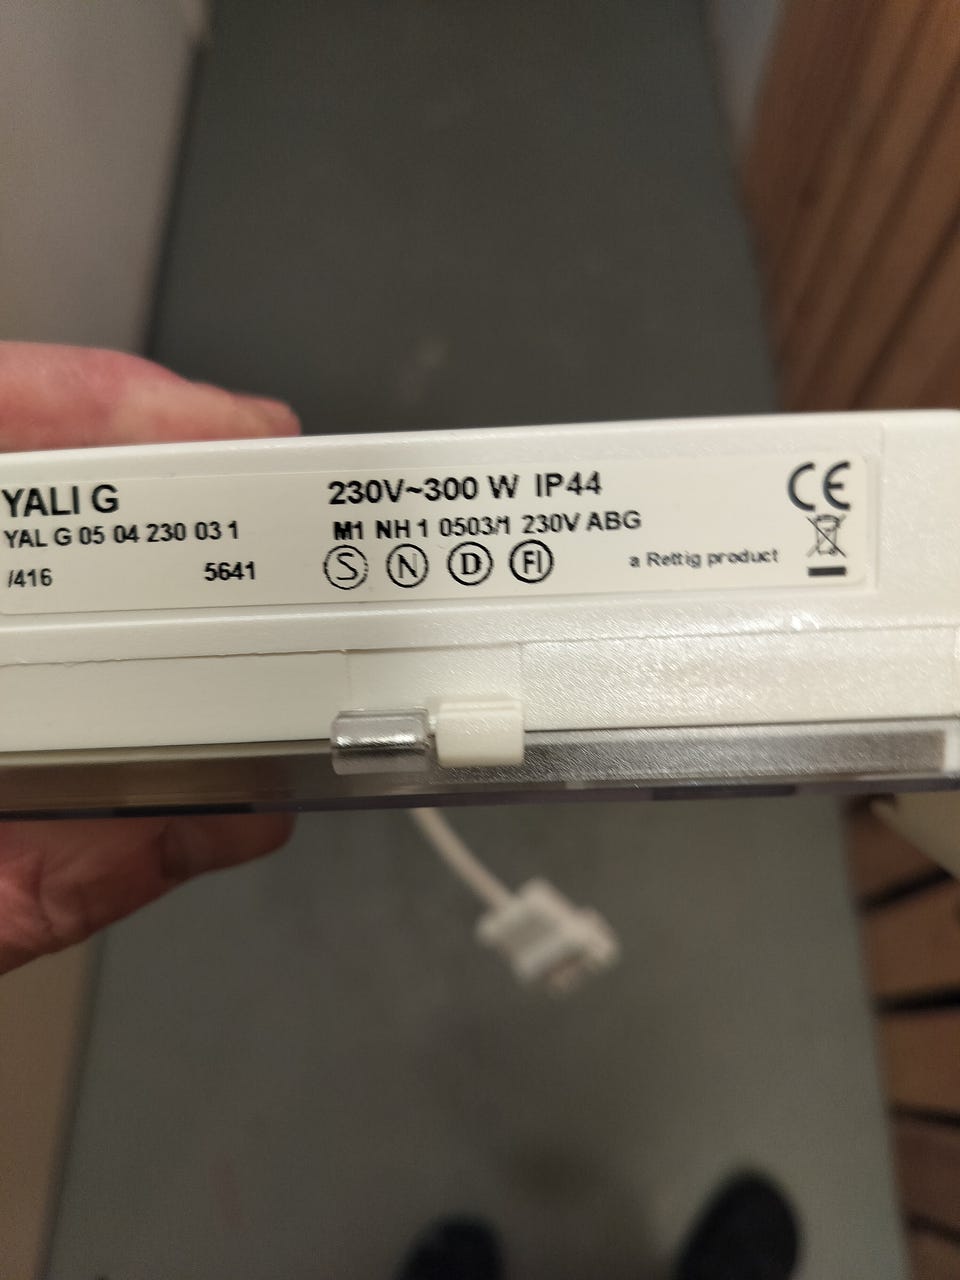 YALI G
YAL G 05 04 230 03 1
/416 5641
230V~300 W IP44
M1 NH 1 0503/1 230V ABG
S N D FI
a Rettig product
CE